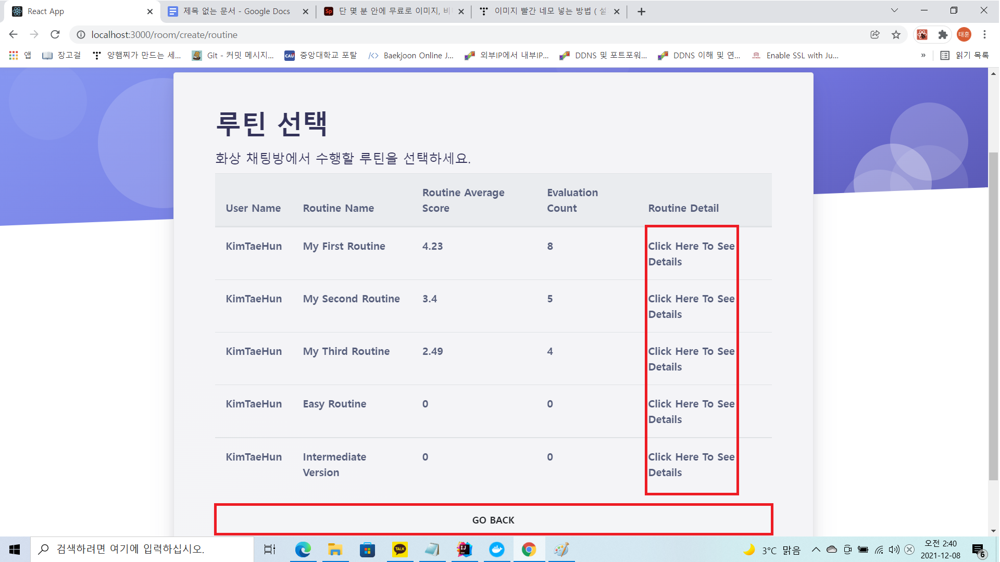 React App
제목 없는 문서 - Google Docs
Sp 단 몇 분 안에 무료로 이미지, 비
이미지 빨간 네모 넣는 방법 ( 설
localhost:3000/room/create/routine
태훈
앱
장고걸
양햄찌가 만드는 세...
Git - 커밋 메시지...
CAU 중앙대학교 포탈
Baekjoon Online J...
외부IP에서 내부IP...
DDNS 및 포트포워...
DDNS 이해 및 연...
Enable SSL with Ju...
»
읽기 목록
루틴 선택
화상 채팅방에서 수행할 루틴을 선택하세요.
User Name Routine Name Routine Average Score Evaluation Count Routine Detail
KimTaeHun My First Routine 4.23 8 Click Here To See Details
KimTaeHun My Second Routine 3.4 5 Click Here To See Details
KimTaeHun My Third Routine 2.49 4 Click Here To See Details
KimTaeHun Easy Routine 0 0 Click Here To See Details
KimTaeHun Intermediate Version 0 0 Click Here To See Details
GO BACK
검색하려면 여기에 입력하십시오.
TALK
IJ
3°C 맑음
오전 2:40
2021-12-08
6